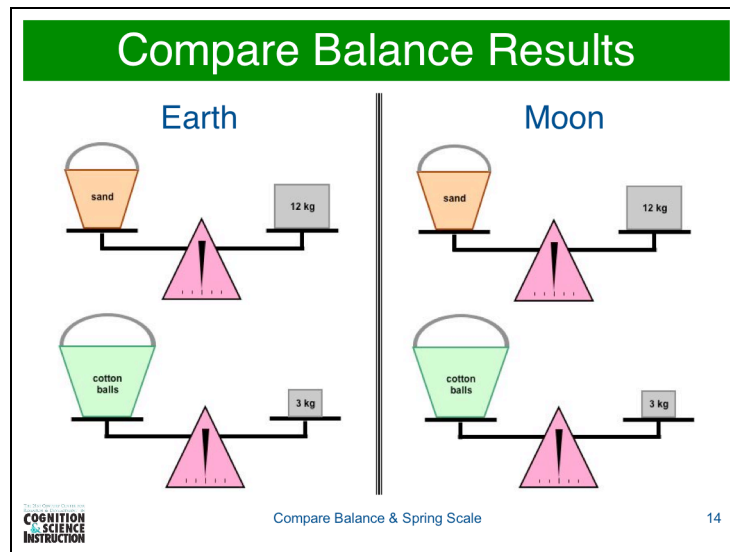 Compare Balance Results
Earth
Moon
sand
12 kg
sand
12 kg
cotton
balls
3 kg
cotton
balls
3 kg
COGNITION
& SCIENCE
INSTRUCTION
Compare Balance & Spring Scale
14